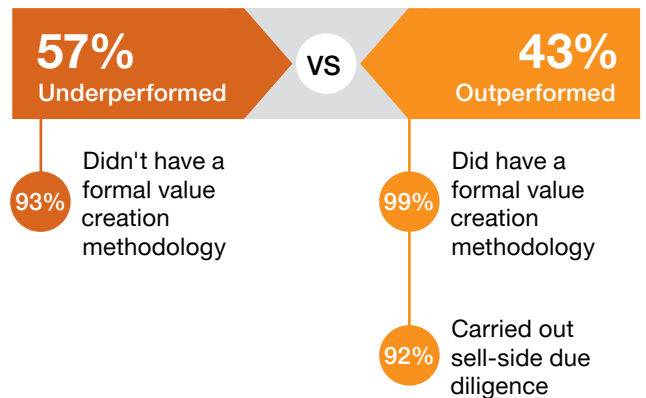 57%
Underperformed
VS
43%
Outperformed
93%
Didn't have a
formal value
creation
methodology
99%
Did have a
formal value
creation
methodology
92%
Carried out
sell-side due
diligence